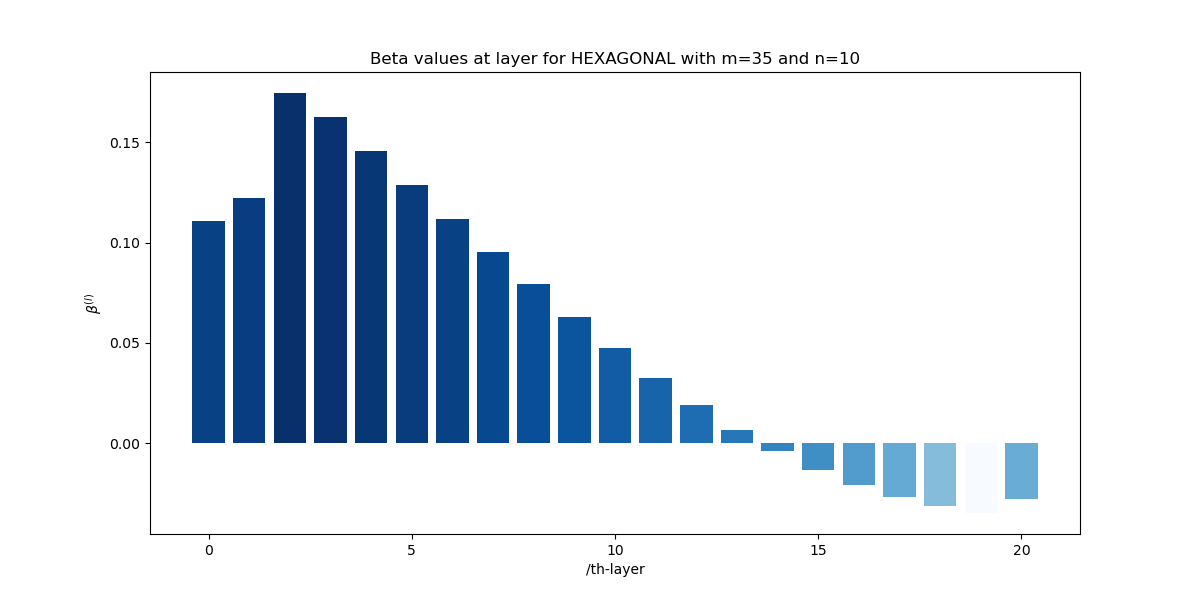 Beta values at layer for HEXAGONAL with m=35 and n=10
0.15
0.10
0.05
0.00
β^(l)
0 5 10 15 20
/th-layer